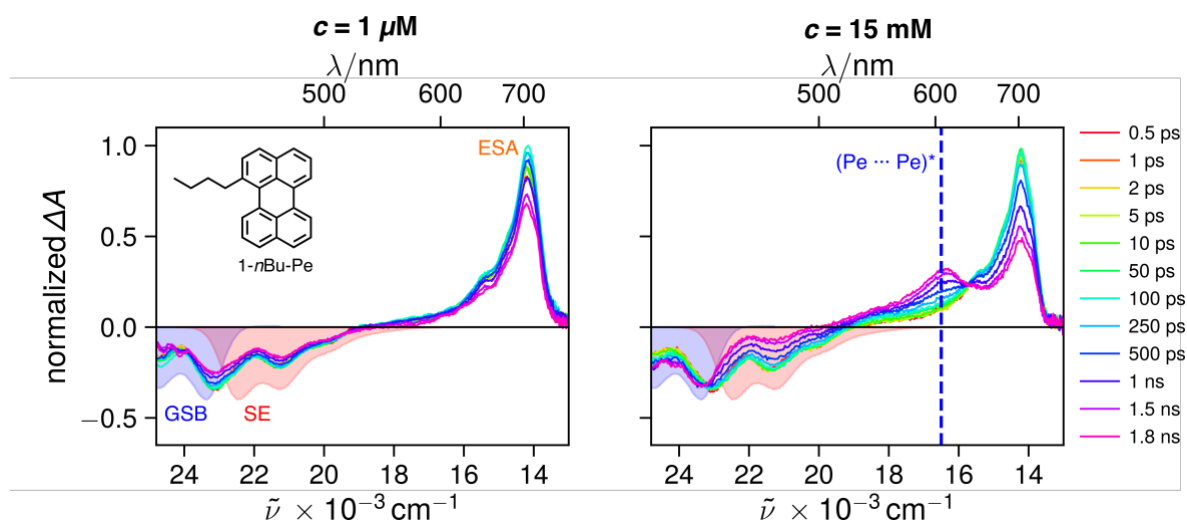 c = 1 µM
λ/nm
500 600 700
normalized ΔA
1.0
0.5
0.0
−0.5
ESA
1-nBu-Pe
GSB
SE
24 22 20 18 16 14
ν̃ × 10⁻³ cm⁻¹
c = 15 mM
λ/nm
500 600 700
(Pe ··· Pe)*
24 22 20 18 16 14
ν̃ × 10⁻³ cm⁻¹
0.5 ps
1 ps
2 ps
5 ps
10 ps
50 ps
100 ps
250 ps
500 ps
1 ns
1.5 ns
1.8 ns